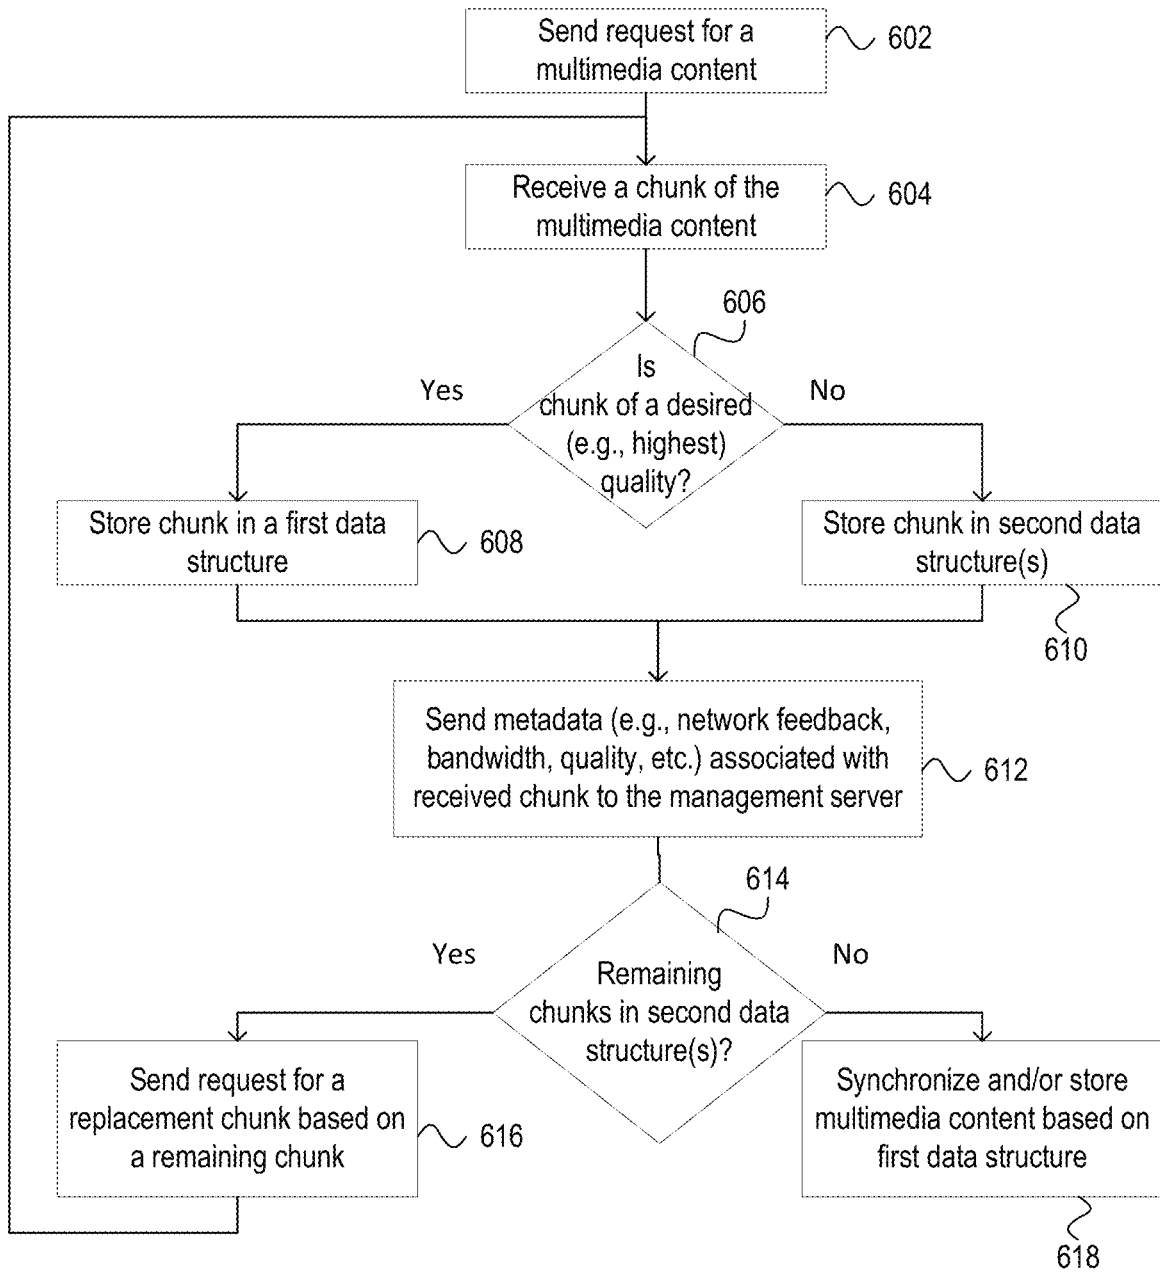 Send request for a
multimedia content
602
Receive a chunk of the
multimedia content
604
606
Is
chunk of a desired
(e.g., highest)
quality?
Yes
No
Store chunk in a first data
structure
608
Store chunk in second data
structure(s)
610
Send metadata (e.g., network feedback,
bandwidth, quality, etc.) associated with
received chunk to the management server
612
614
Remaining
chunks in second data
structure(s)?
Yes
No
Send request for a
replacement chunk based on
a remaining chunk
616
Synchronize and/or store
multimedia content based on
first data structure
618